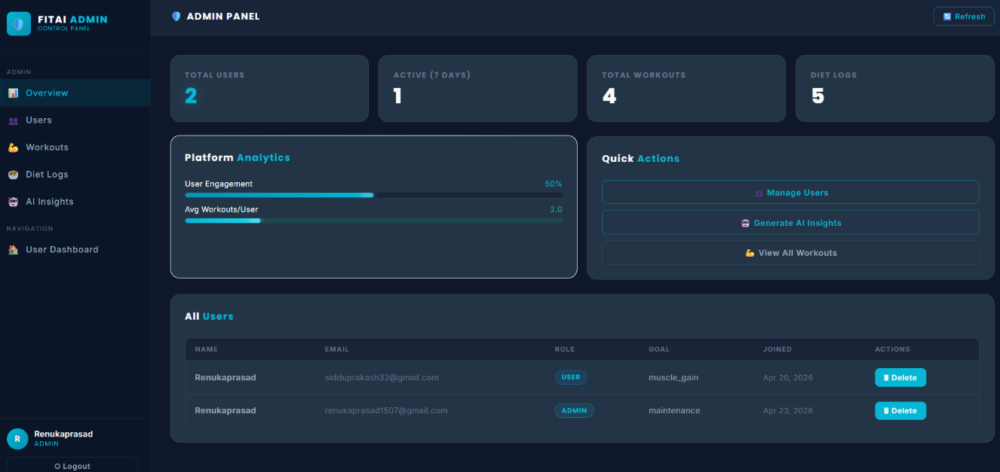 FITAI ADMIN
CONTROL PANEL
ADMIN
Overview
Users
Workouts
Diet Logs
AI Insights
NAVIGATION
User Dashboard
R
Renukaprasad
ADMIN
Logout
ADMIN PANEL
Refresh
TOTAL USERS
2
ACTIVE (7 DAYS)
1
TOTAL WORKOUTS
4
DIET LOGS
5
Platform Analytics
User Engagement 50%
Avg Workouts/User 2.0
Quick Actions
Manage Users
Generate AI Insights
View All Workouts
All Users
NAME EMAIL ROLE GOAL JOINED ACTIONS
Renukaprasad sidduprakash32@gmail.com USER muscle_gain Apr 20, 2026 Delete
Renukaprasad renukaprasad1507@gmail.com ADMIN maintenance Apr 23, 2026 Delete